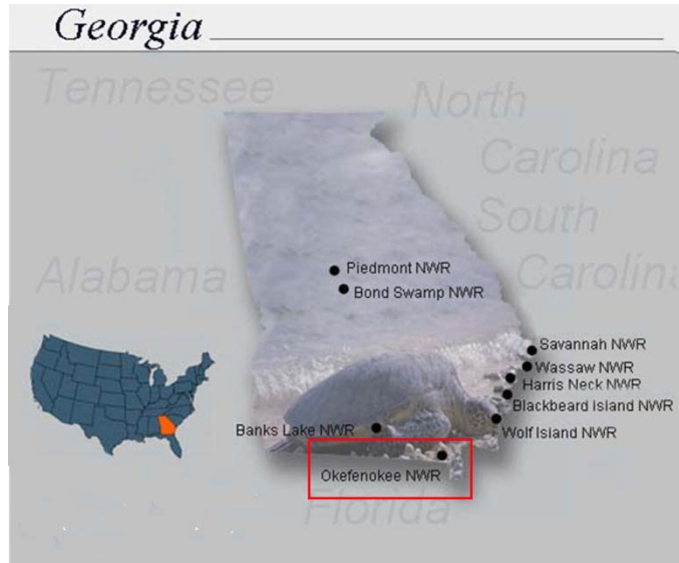 Georgia
Tennessee
North
Carolina
South
Carolina
Alabama
Piedmont NWR
Bond Swamp NWR
Savannah NWR
Wassaw NWR
Harris Neck NWR
Blackbeard island NWR
Wolf Island NWR
Banks Lake NWR
Okefenokee NWR
Florida